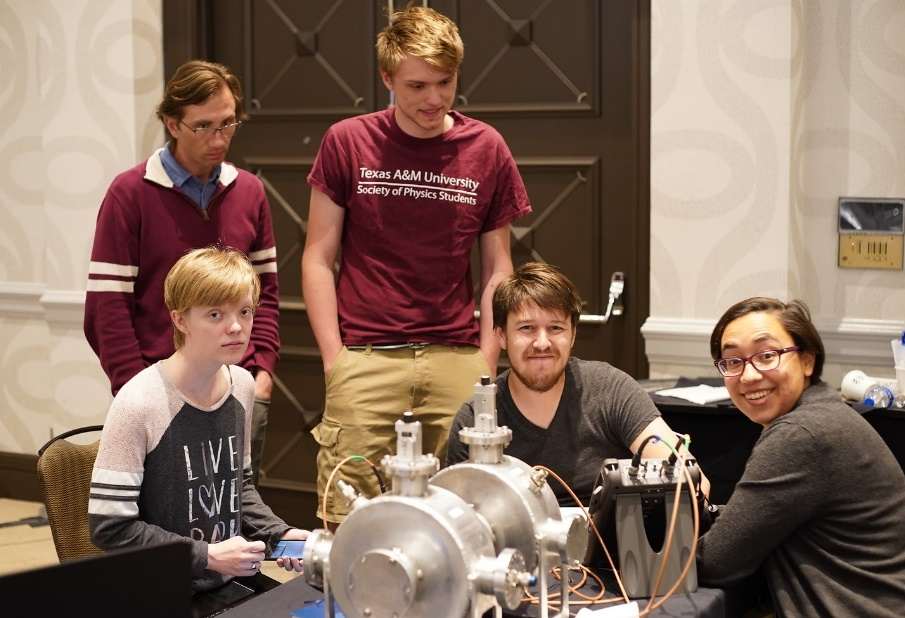 Texas A&M University
Society of Physics Students
LIVE
LOVE